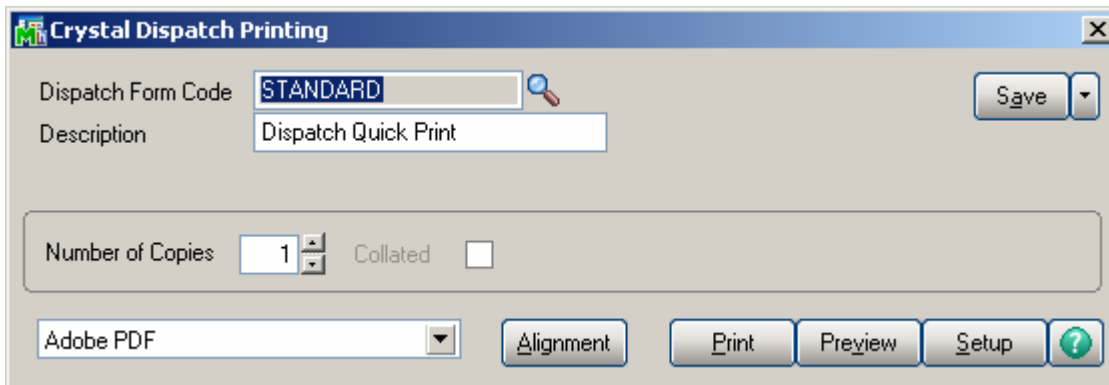 Crystal Dispatch Printing
Dispatch Form Code STANDARD Save
Description Dispatch Quick Print
Number of Copies 1 Collated
Adobe PDF Alignment Print Preview Setup ?